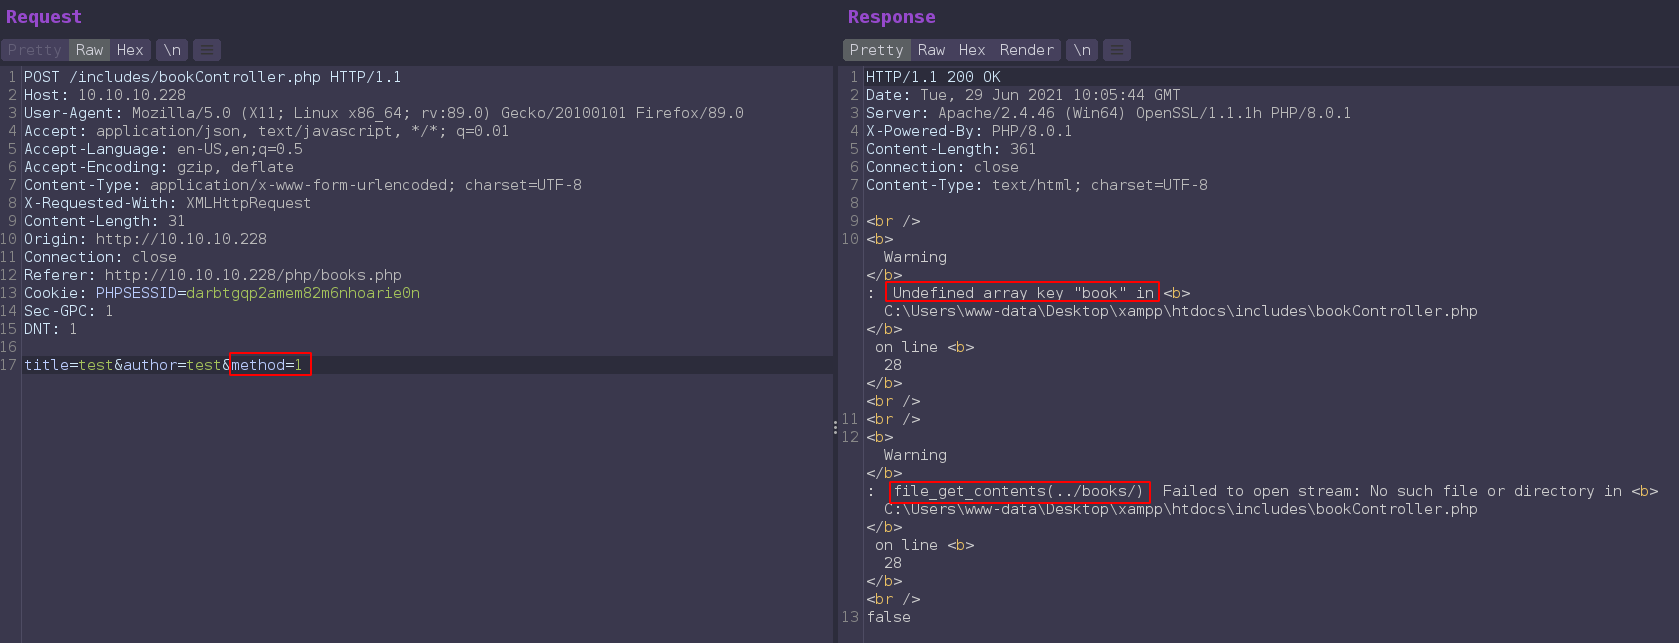 Request
Pretty Raw Hex \n
1 POST /includes/bookController.php HTTP/1.1
2 Host: 10.10.10.228
3 User-Agent: Mozilla/5.0 (X11; Linux x86_64; rv:89.0) Gecko/20100101 Firefox/89.0
4 Accept: application/json, text/javascript, */*; q=0.01
5 Accept-Language: en-US,en;q=0.5
6 Accept-Encoding: gzip, deflate
7 Content-Type: application/x-www-form-urlencoded; charset=UTF-8
8 X-Requested-With: XMLHttpRequest
9 Content-Length: 31
10 Origin: http://10.10.10.228
11 Connection: close
12 Referer: http://10.10.10.228/php/books.php
13 Cookie: PHPSESSID=darbtgqp2amem82m6nhoarie0n
14 Sec-GPC: 1
15 DNT: 1
16
17 title=test&author=test&method=1
Response
Pretty Raw Hex Render \n
1 HTTP/1.1 200 OK
2 Date: Tue, 29 Jun 2021 10:05:44 GMT
3 Server: Apache/2.4.46 (Win64) OpenSSL/1.1.1h PHP/8.0.1
4 X-Powered-By: PHP/8.0.1
5 Content-Length: 361
6 Connection: close
7 Content-Type: text/html; charset=UTF-8
8
9 <br />
10 <b>
Warning
</b>
: Undefined array key "book" in <b>
C:\Users\www-data\Desktop\xampp\htdocs\includes\bookController.php
</b>
on line <b>
28
</b>
<br />
11 <br />
12 <b>
Warning
</b>
: file_get_contents(../books/) Failed to open stream: No such file or directory in <b>
C:\Users\www-data\Desktop\xampp\htdocs\includes\bookController.php
</b>
on line <b>
28
</b>
<br />
13 false